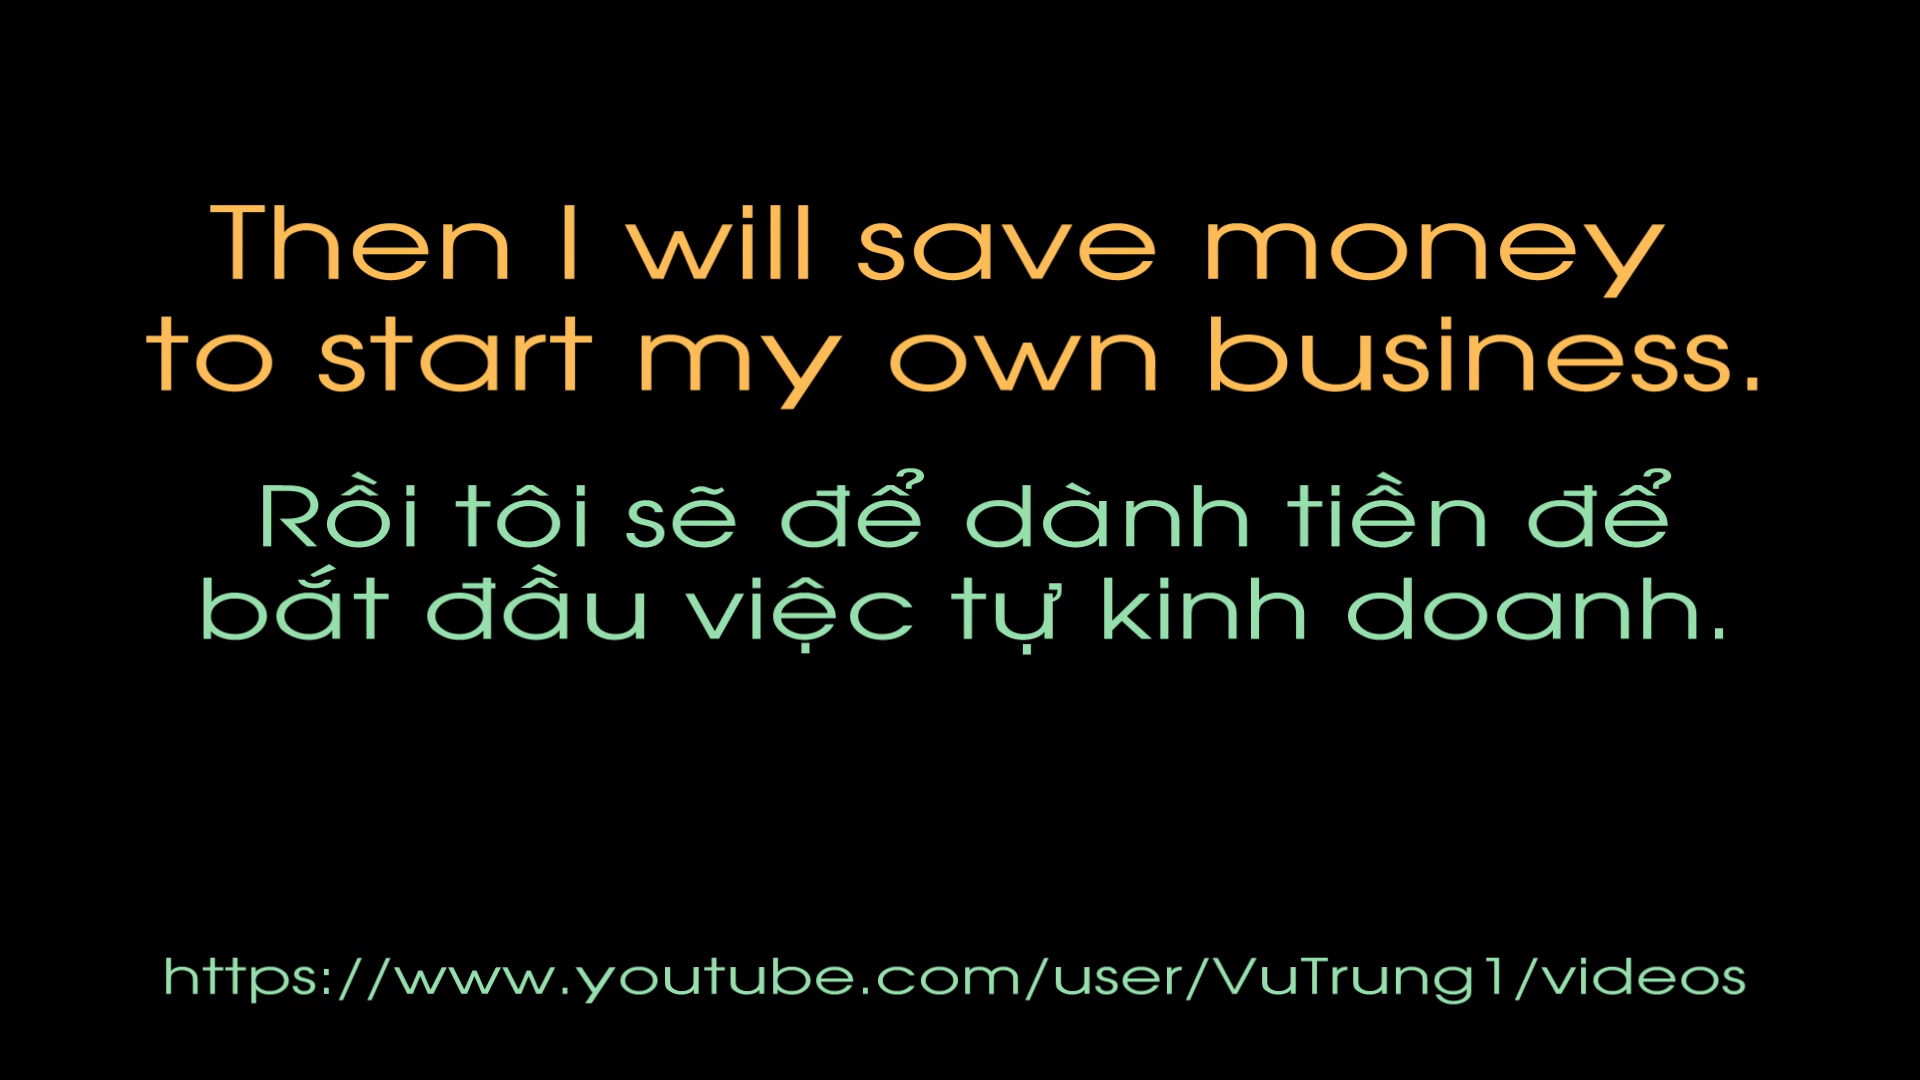 Then I will save money
to start my own business.
Rồi tôi sẽ để dành tiền để
bắt đầu việc tự kinh doanh.
https://www.youtube.com/user/VuTrung1/videos